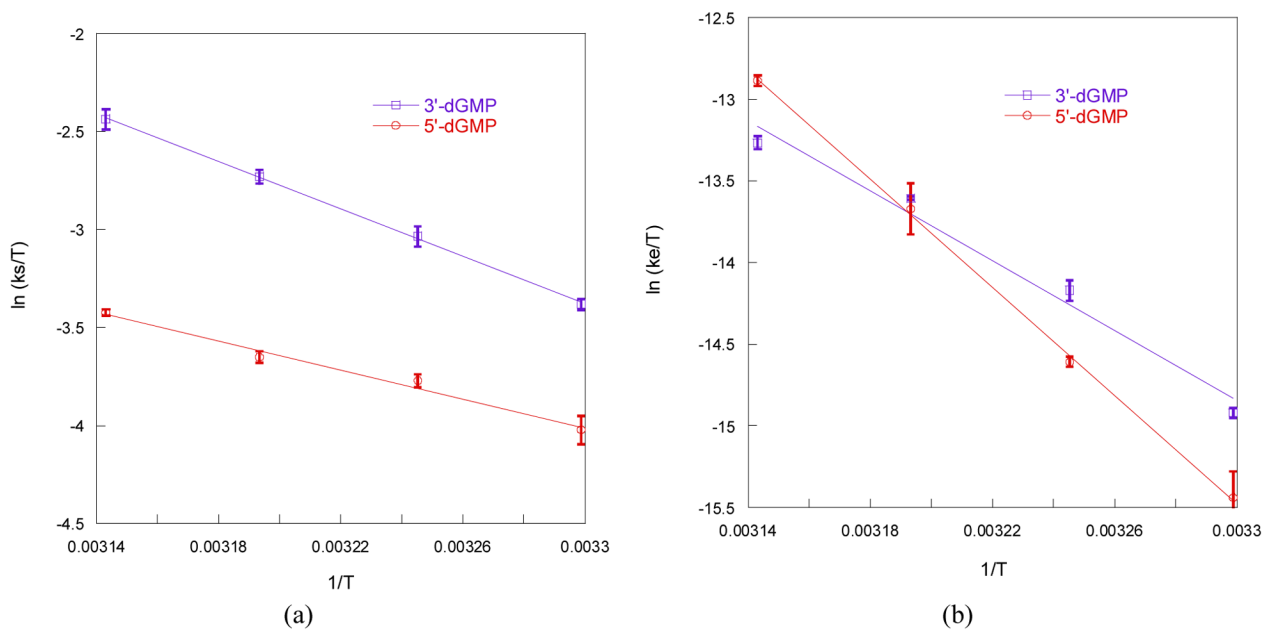 -2
-2.5
-3
-3.5
-4
-4.5
ln (ks/T)
3'-dGMP
5'-dGMP
0.00314
0.00318
0.00322
0.00326
0.0033
1/T
(a)
-12.5
-13
-13.5
-14
-14.5
-15
-15.5
ln (ke/T)
3'-dGMP
5'-dGMP
0.00314
0.00318
0.00322
0.00326
0.0033
1/T
(b)